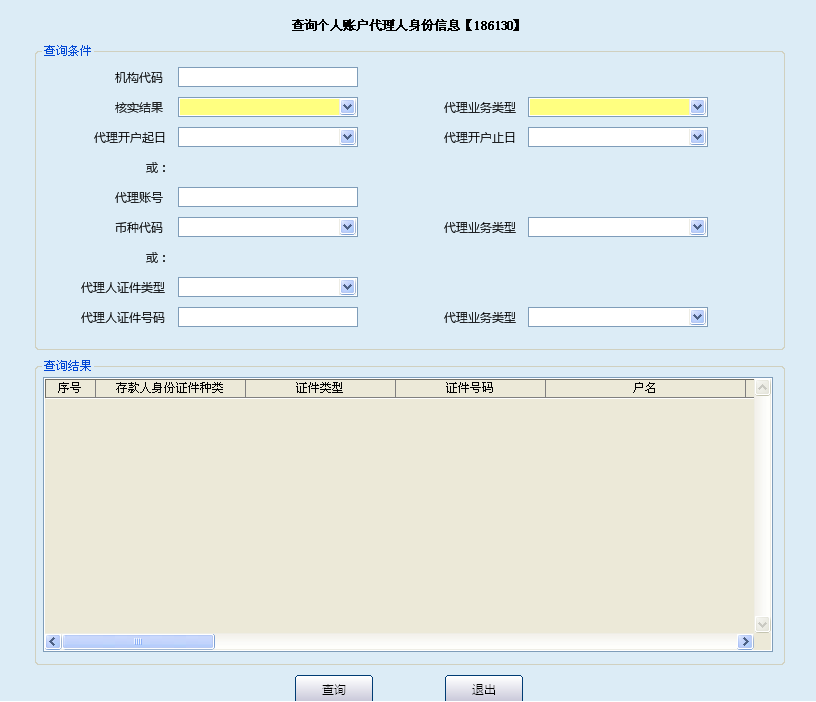 查询个人账户代理人身份信息【186130】
查询条件
机构代码
核实结果 代理业务类型
代理开户起日 代理开户止日
或：
代理账号
币种代码 代理业务类型
或：
代理人证件类型
代理人证件号码 代理业务类型
查询结果
序号 存款人身份证件种类 证件类型 证件号码 户名
查询 退出